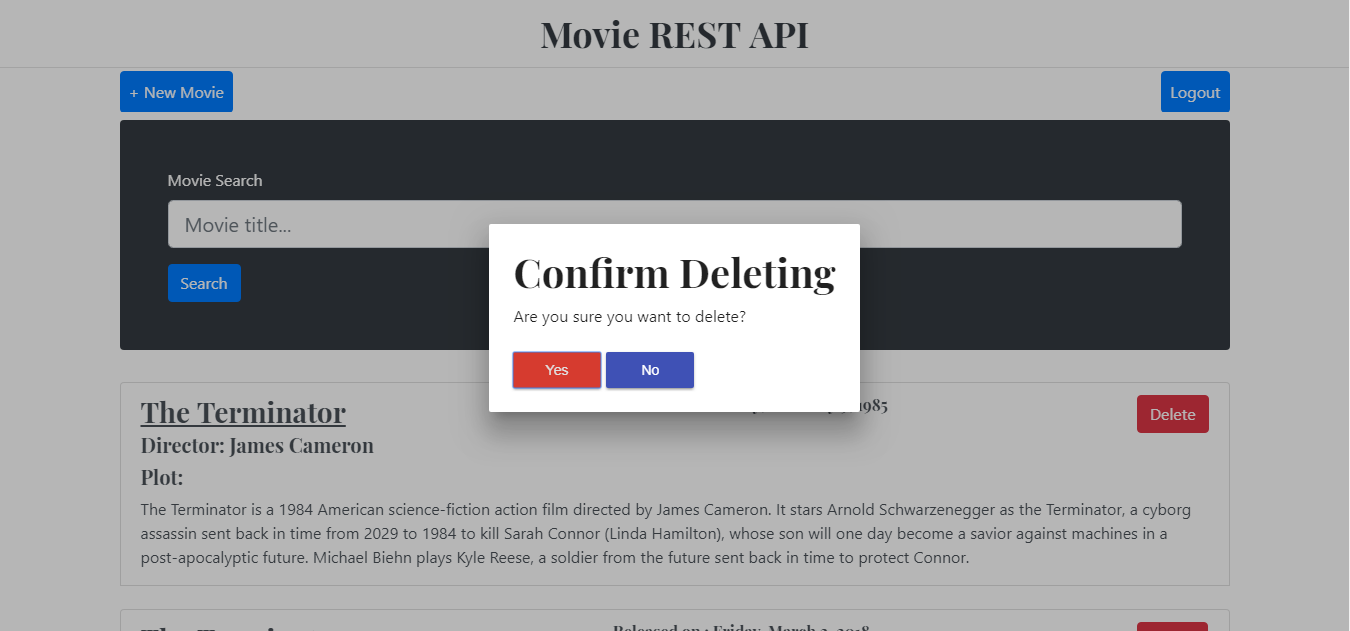 Movie REST API
+ New Movie
Logout
Movie Search
Movie title...
Search
Confirm Deleting
Are you sure you want to delete?
Yes
No
The Terminator
1985
Delete
Director: James Cameron
Plot:
The Terminator is a 1984 American science-fiction action film directed by James Cameron. It stars Arnold Schwarzenegger as the Terminator, a cyborg
assassin sent back in time from 2029 to 1984 to kill Sarah Connor (Linda Hamilton), whose son will one day become a savior against machines in a
post-apocalyptic future. Michael Biehn plays Kyle Reese, a soldier from the future sent back in time to protect Connor.
Released on : Friday, March 2, 2018